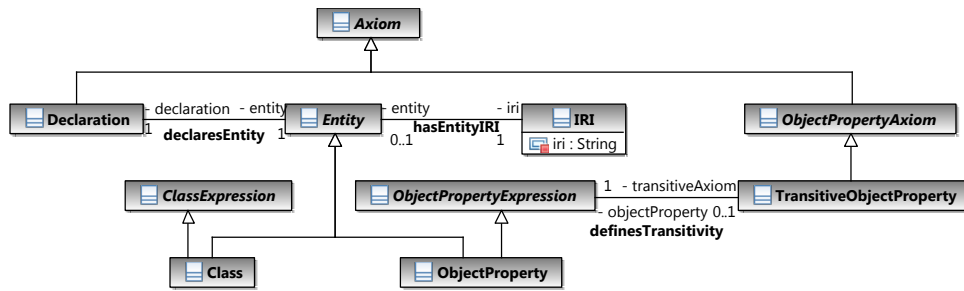 Axiom
Declaration
- declaration
- entity
1
declaresEntity
1
Entity
- entity
- iri
0..1
hasEntityIRI
1
IRI
iri : String
ObjectPropertyAxiom
ClassExpression
ObjectPropertyExpression
1
- transitiveAxiom
- objectProperty
0..1
definesTransitivity
TransitiveObjectProperty
Class
ObjectProperty